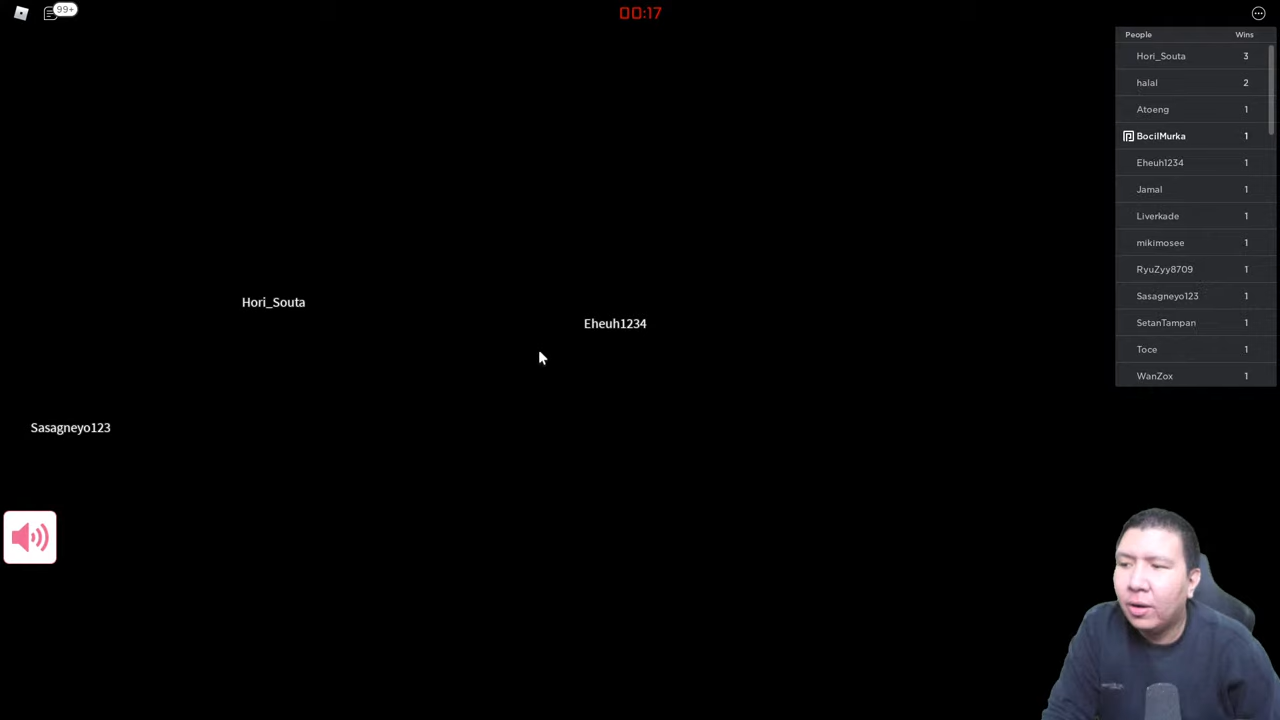 99+
00:17
People Wins
Hori_Souta 3
halal 2
Atoeng 1
BocilMurka 1
Eheuh1234 1
Jamal 1
Liverkade 1
mikimosee 1
RyuZyy8709 1
Sasagneyo123 1
SetanTampan 1
Toce 1
WanZox 1
Hori_Souta
Eheuh1234
Sasagneyo123